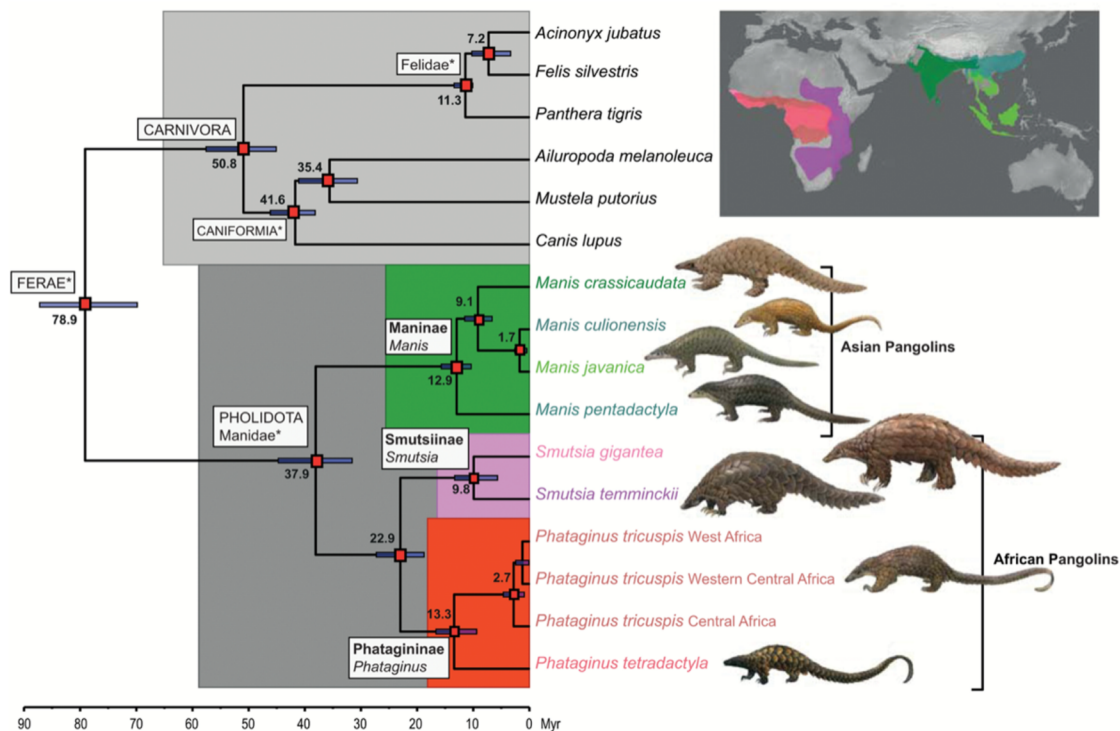 7.2
Acinonyx jubatus
Felidae*
Felis silvestris
11.3
Panthera tigris
CARNIVORA
50.8
35.4
Ailuropoda melanoleuca
41.6
Mustela putorius
CANIFORMIA*
Canis lupus
FERAE*
78.9
9.1
Manis crassicaudata
Maninae
Manis
1.7
Manis culionensis
Asian Pangolins
12.9
Manis javanica
Manis pentadactyla
PHOLIDOTA
Manidae*
37.9
Smutsiinae
Smutsia
Smutsia gigantea
9.8
Smutsia temminckii
22.9
Phataginus tricuspis West Africa
2.7
Phataginus tricuspis Western Central Africa
African Pangolins
13.3
Phataginus tricuspis Central Africa
Phatagininae
Phataginus
Phataginus tetradactyla
90 80 70 60 50 40 30 20 10 0 Myr